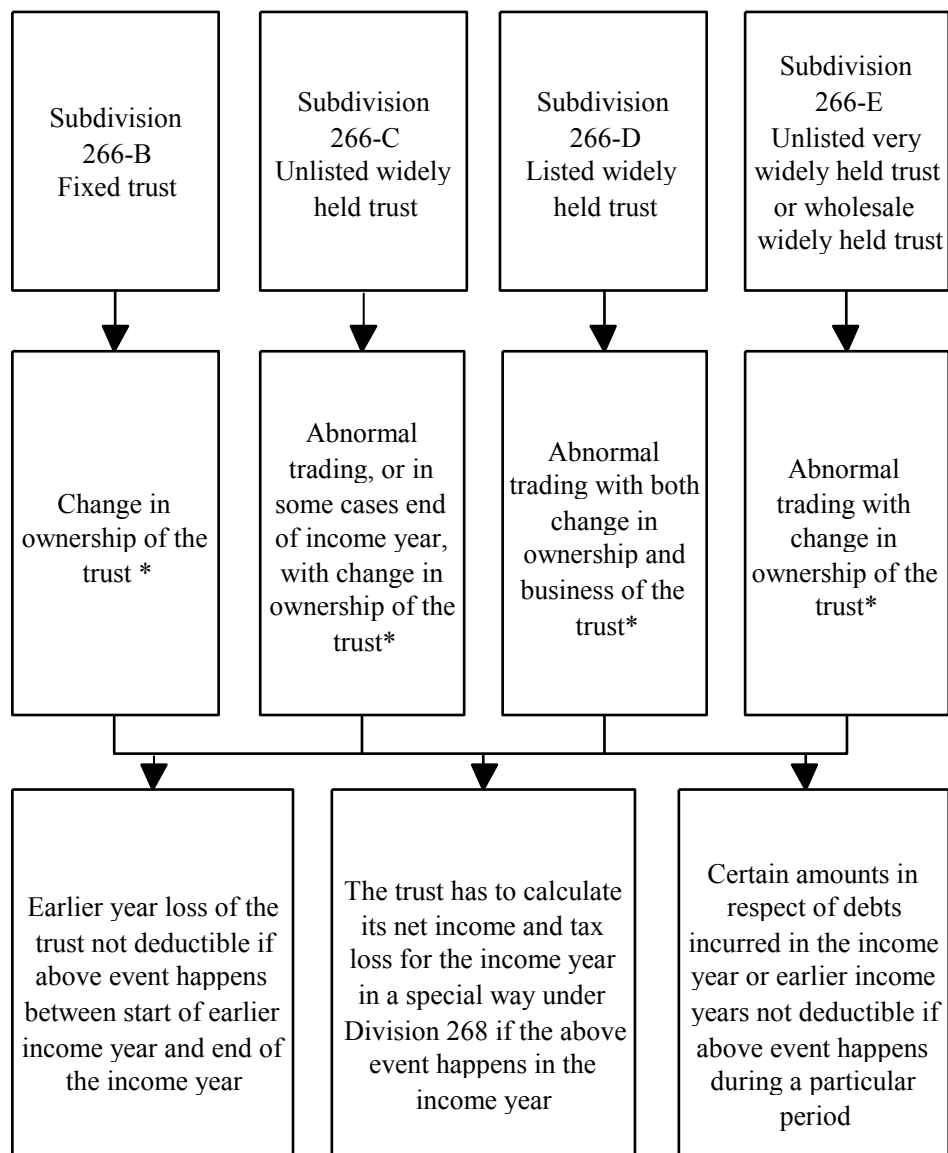 Subdivision
266-B
Fixed trust
Subdivision
266-C
Unlisted widely
held trust
Subdivision
266-D
Listed widely
held trust
Subdivision
266-E
Unlisted very
widely held trust
or wholesale
widely held trust
Change in
ownership of the
trust *
Abnormal
trading, or in
some cases end
of income year,
with change in
ownership of the
trust*
Abnormal
trading with both
change in
ownership and
business of the
trust*
Abnormal
trading with
change in
ownership of the
trust*
Earlier year loss of the
trust not deductible if
above event happens
between start of earlier
income year and end of
the income year
The trust has to calculate
its net income and tax
loss for the income year
in a special way under
Division 268 if the above
event happens in the
income year
Certain amounts in
respect of debts
incurred in the income
year or earlier income
years not deductible if
above event happens
during a particular
period